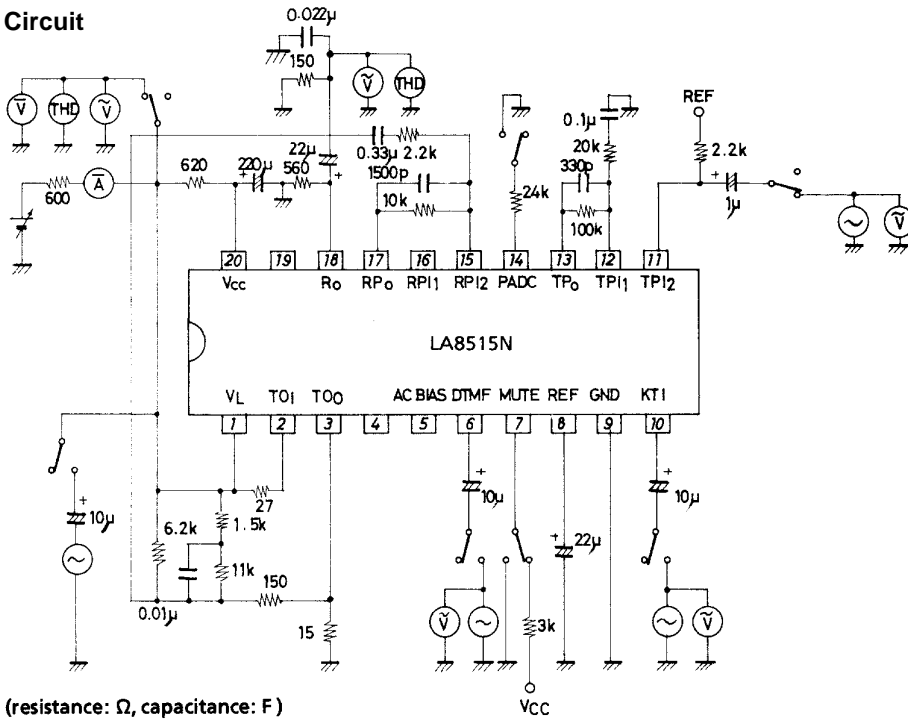 Circuit
0.022μ
150
V
THD
V
V
THD
REF
0.1μ
2.2k
20k
330p
1μ
V
0.33μ
2.2k
1500p
10k
24k
100k
22μ
560
620
220μ
A
600
20
19
18
17
16
15
14
13
12
11
Vcc
Ro
RPo
RPI1
RPI2
PADC
TPo
TPI1
TPI2
LA8515N
VL
TOI
TOO
AC BIAS
DTMF
MUTE
REF
GND
KTI
1
2
3
4
5
6
7
8
9
10
27
1.5k
6.2k
11k
150
0.01μ
15
10μ
10μ
22μ
10μ
3k
V
V
VCC
(resistance: Ω, capacitance: F)